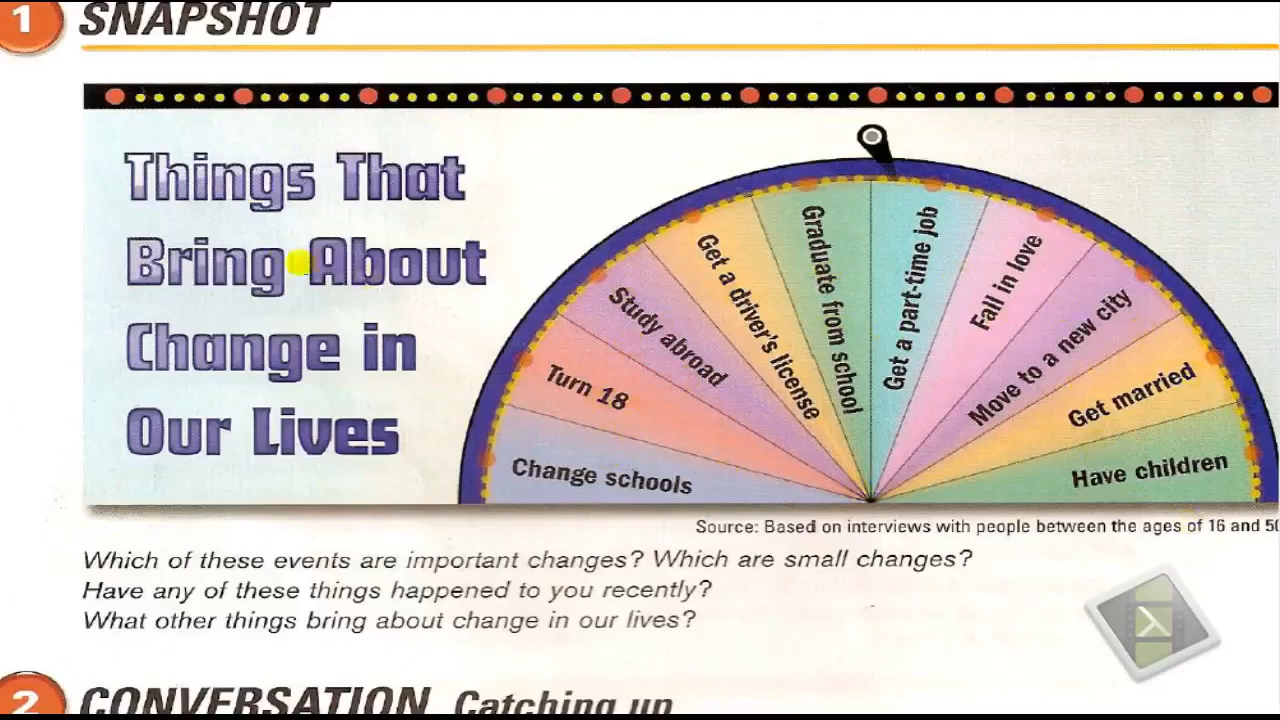 1 SNAPSHOT
Things That
Bring About
Change in
Our Lives
Change schools
Turn 18
Study abroad
Get a driver's license
Graduate from school
Get a part-time job
Fall in love
Move to a new city
Get married
Have children
Source: Based on interviews with people between the ages of 16 and 50
Which of these events are important changes? Which are small changes?
Have any of these things happened to you recently?
What other things bring about change in our lives?
2 CONVERSATION Catching up